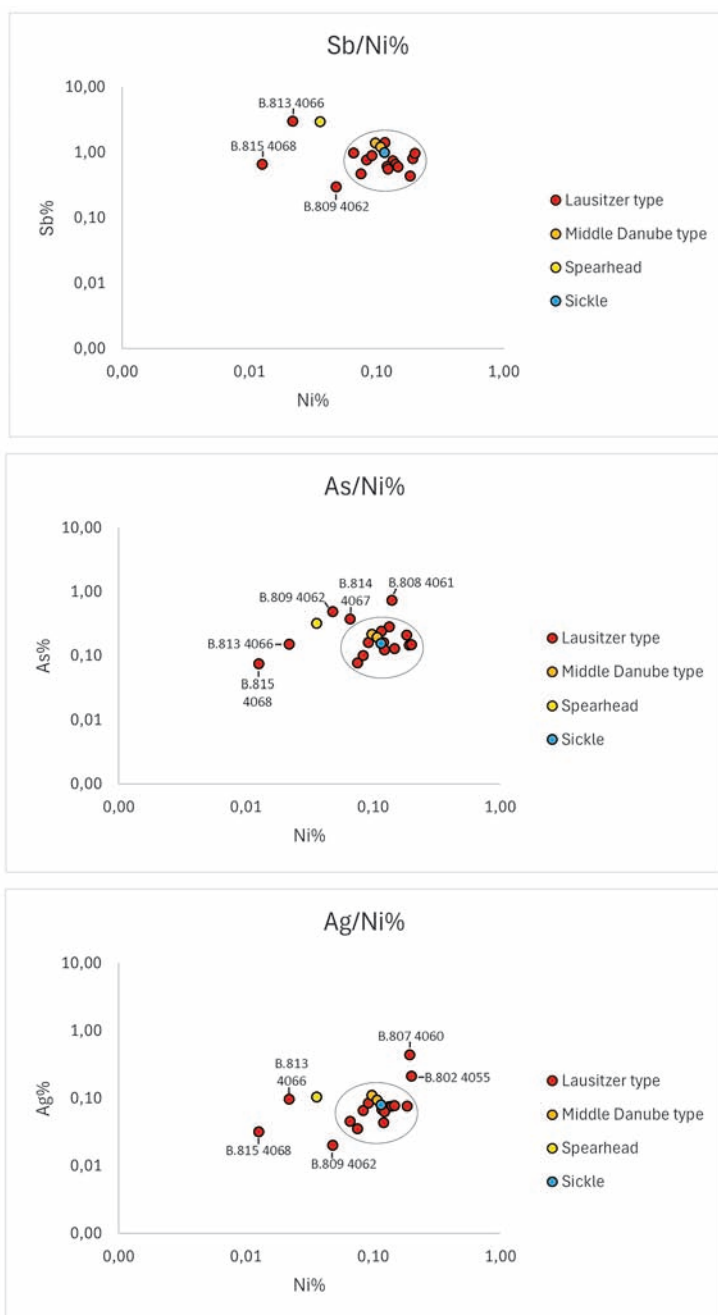 Sb/Ni%
10,00
B.813 4066
1,00
B.815 4068
Sb%
0,10
B.809 4062
0,01
0,00
0,00
0,01
0,10
1,00
Ni%
Lausitzer type
Middle Danube type
Spearhead
Sickle
As/Ni%
10,00
1,00
B.809 4062
B.814
4067
B.808 4061
As%
0,10
B.813 4066
B.815
4068
0,01
0,00
0,00
0,01
0,10
1,00
Ni%
Lausitzer type
Middle Danube type
Spearhead
Sickle
Ag/Ni%
10,00
B.807 4060
1,00
B.813
4066
B.802 4055
Ag%
0,10
0,01
B.815 4068
B.809 4062
0,00
0,00
0,01
0,10
1,00
Ni%
Lausitzer type
Middle Danube type
Spearhead
Sickle